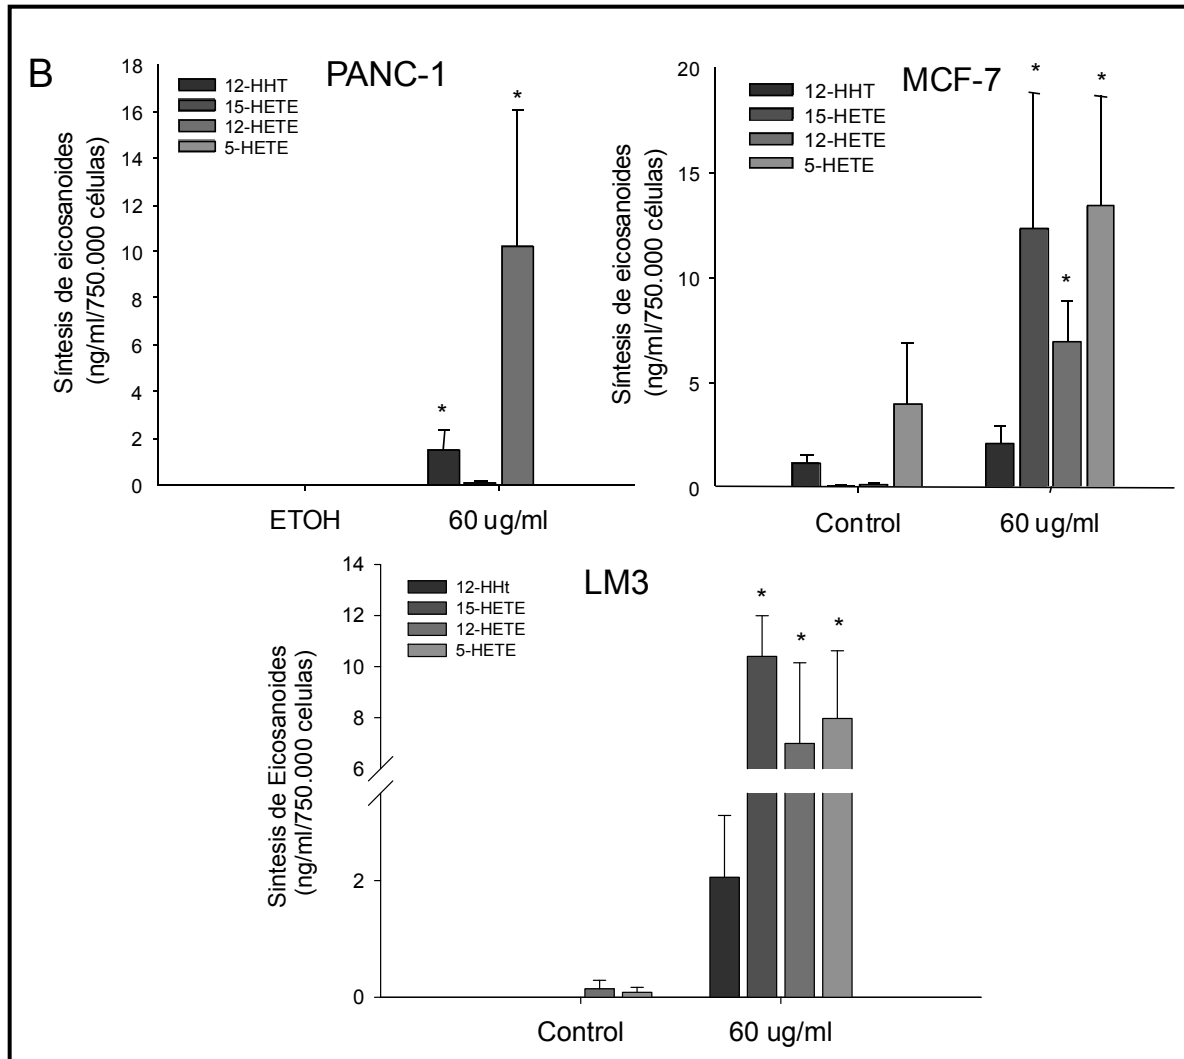 B
PANC-1
Síntesis de eicosanoides
(ng/ml/750.000 células)
18
16
14
12
10
8
6
4
2
0
12-HHT
15-HETE
12-HETE
5-HETE
*
*
ETOH
60 ug/ml
MCF-7
Síntesis de eicosanoides
(ng/ml/750.000 células)
20
15
10
5
0
12-HHT
15-HETE
12-HETE
5-HETE
*
*
*
Control
60 ug/ml
LM3
Síntesis de Eicosanoides
(ng/ml/750.000 celulas)
14
12
10
8
6
2
0
12-HHt
15-HETE
12-HETE
5-HETE
*
*
*
Control
60 ug/ml